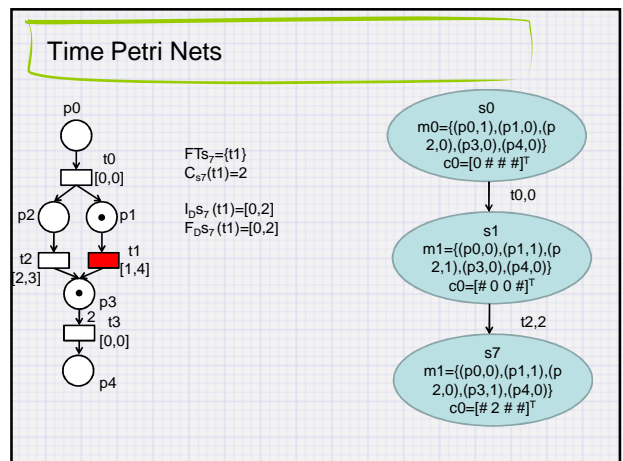 Time Petri Nets
p0
t0
[0,0]
p2
p1
t2
[2,3]
t1
[1,4]
p3
2
t3
[0,0]
p4
FTs₇={t1}
Cₛ₇(t1)=2
I_Ds₇ (t1)=[0,2]
F_Ds₇ (t1)=[0,2]
s0
m0={(p0,1),(p1,0),(p
2,0),(p3,0),(p4,0)}
c0=[0 # # #]ᵀ
t0,0
s1
m1={(p0,0),(p1,1),(p
2,1),(p3,0),(p4,0)}
c0=[# 0 0 #]ᵀ
t2,2
s7
m1={(p0,0),(p1,1),(p
2,0),(p3,1),(p4,0)}
c0=[# 2 # #]ᵀ